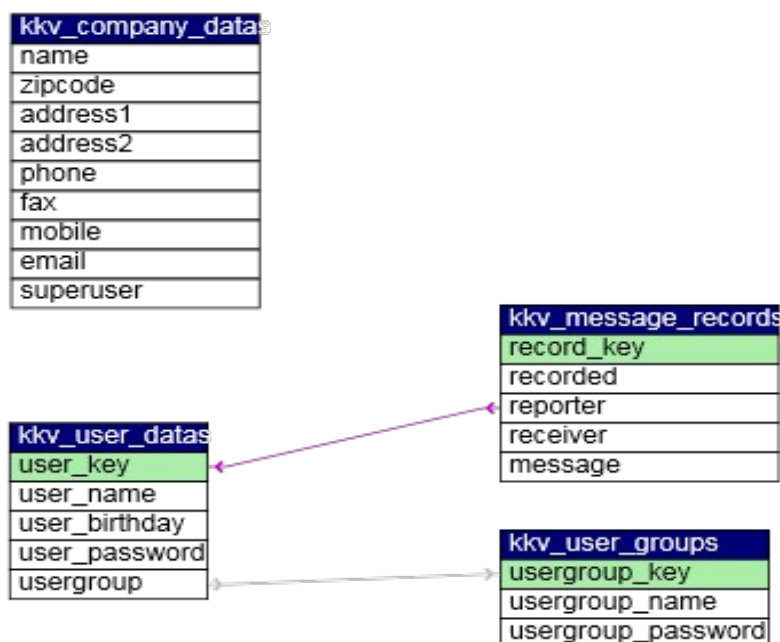 kkv_company_datas
name
zipcode
address1
address2
phone
fax
mobile
email
superuser
kkv_message_records
record_key
recorded
reporter
receiver
message
kkv_user_datas
user_key
user_name
user_birthday
user_password
usergroup
kkv_user_groups
usergroup_key
usergroup_name
usergroup_password